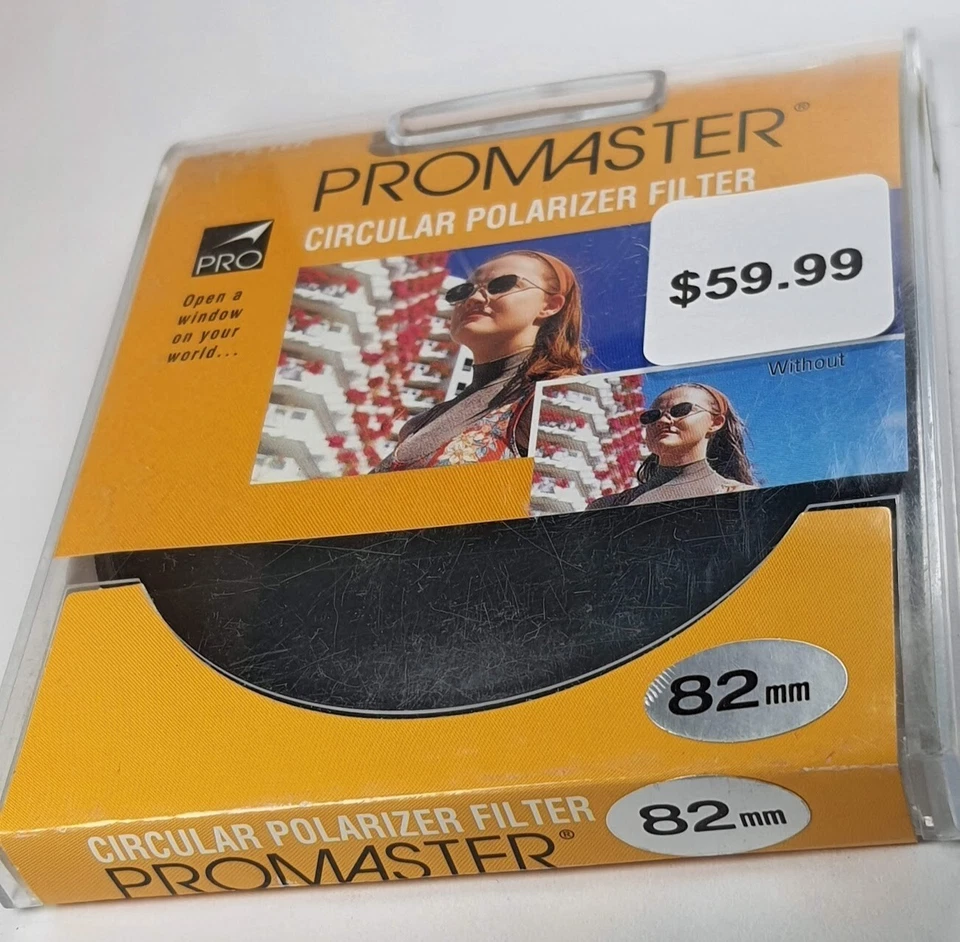 PROMASTER®
CIRCULAR POLARIZER FILTER
PRO
Open a
window
on your
world...
$59.99
Without
82mm
CIRCULAR POLARIZER FILTER
PROMASTER®
82mm